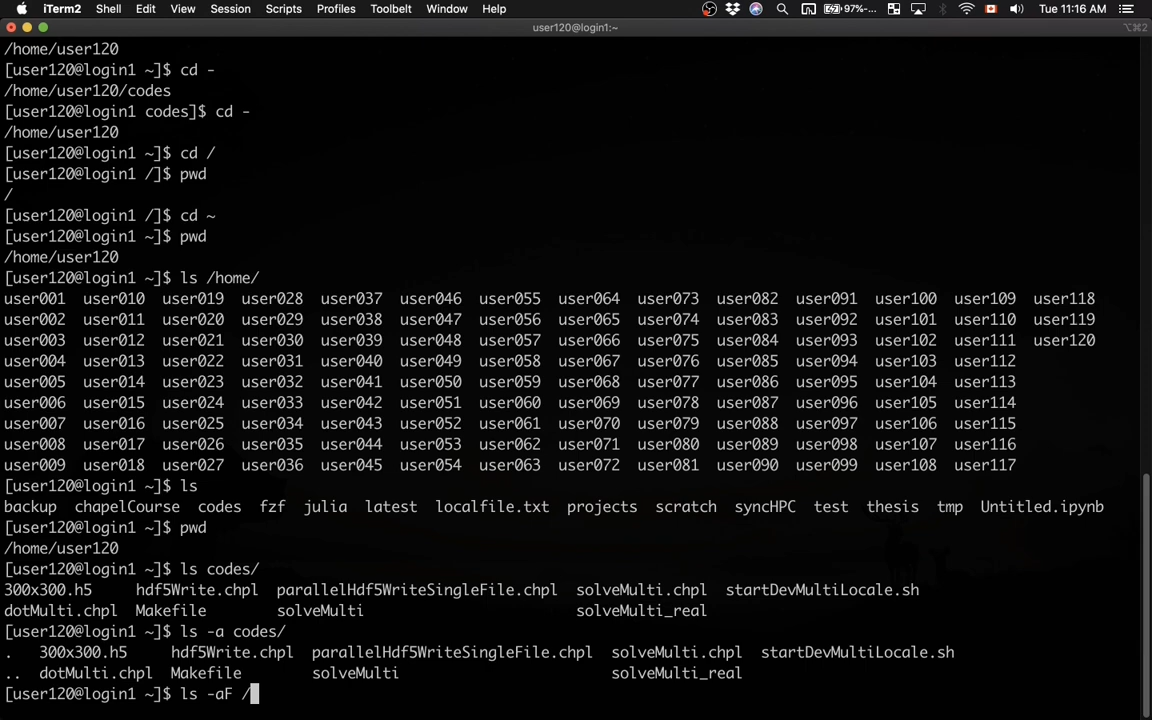 iTerm2 Shell Edit View Session Scripts Profiles Toolbelt Window Help 97%-... Tue 11:16 AM
user120@login1:~ ⌥⌘2
/home/user120
[user120@login1 ~]$ cd -
/home/user120/codes
[user120@login1 codes]$ cd -
/home/user120
[user120@login1 ~]$ cd /
[user120@login1 /]$ pwd
/
[user120@login1 /]$ cd ~
[user120@login1 ~]$ pwd
/home/user120
[user120@login1 ~]$ ls /home/
user001 user010 user019 user028 user037 user046 user055 user064 user073 user082 user091 user100 user109 user118
user002 user011 user020 user029 user038 user047 user056 user065 user074 user083 user092 user101 user110 user119
user003 user012 user021 user030 user039 user048 user057 user066 user075 user084 user093 user102 user111 user120
user004 user013 user022 user031 user040 user049 user058 user067 user076 user085 user094 user103 user112
user005 user014 user023 user032 user041 user050 user059 user068 user077 user086 user095 user104 user113
user006 user015 user024 user033 user042 user051 user060 user069 user078 user087 user096 user105 user114
user007 user016 user025 user034 user043 user052 user061 user070 user079 user088 user097 user106 user115
user008 user017 user026 user035 user044 user053 user062 user071 user080 user089 user098 user107 user116
user009 user018 user027 user036 user045 user054 user063 user072 user081 user090 user099 user108 user117
[user120@login1 ~]$ ls
backup chapelCourse codes fzf julia latest localfile.txt projects scratch syncHPC test thesis tmp Untitled.ipynb
[user120@login1 ~]$ pwd
/home/user120
[user120@login1 ~]$ ls codes/
300x300.h5 hdf5Write.chpl parallelHdf5WriteSingleFile.chpl solveMulti.chpl startDevMultiLocale.sh
dotMulti.chpl Makefile solveMulti solveMulti_real
[user120@login1 ~]$ ls -a codes/
. 300x300.h5 hdf5Write.chpl parallelHdf5WriteSingleFile.chpl solveMulti.chpl startDevMultiLocale.sh
.. dotMulti.chpl Makefile solveMulti solveMulti_real
[user120@login1 ~]$ ls -aF /